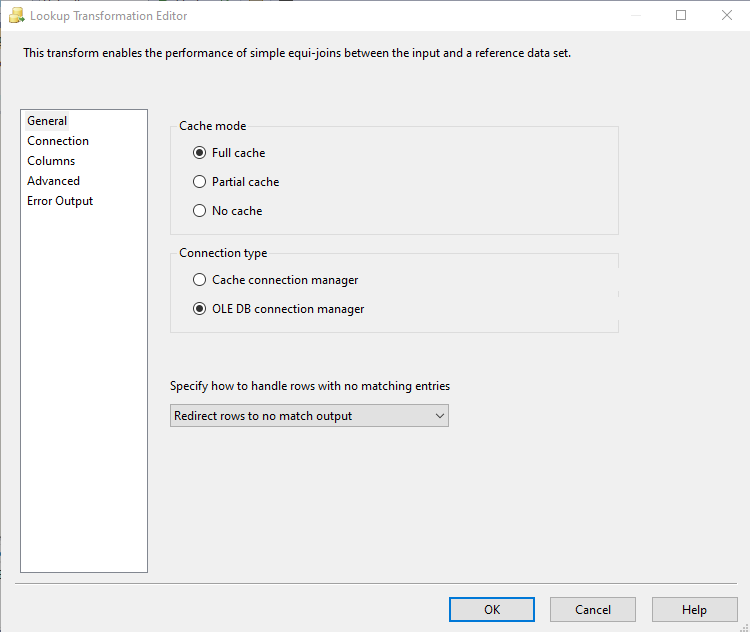 Lookup Transformation Editor
This transform enables the performance of simple equi-joins between the input and a reference data set.
General
Connection
Columns
Advanced
Error Output
Cache mode
Full cache
Partial cache
No cache
Connection type
Cache connection manager
OLE DB connection manager
Specify how to handle rows with no matching entries
Redirect rows to no match output
OK
Cancel
Help